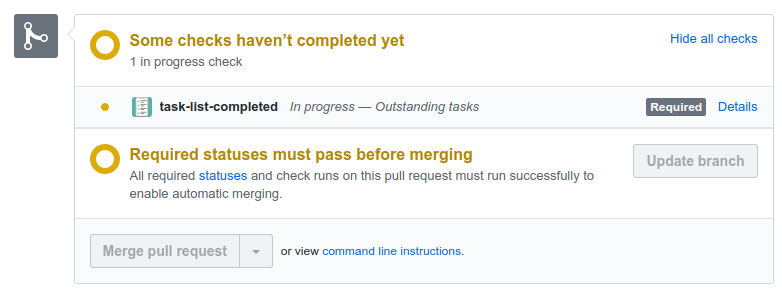 Some checks haven’t completed yet
Hide all checks
1 in progress check
task-list-completed In progress — Outstanding tasks
Required Details
Required statuses must pass before merging
Update branch
All required statuses and check runs on this pull request must run successfully to
enable automatic merging.
Merge pull request or view command line instructions.